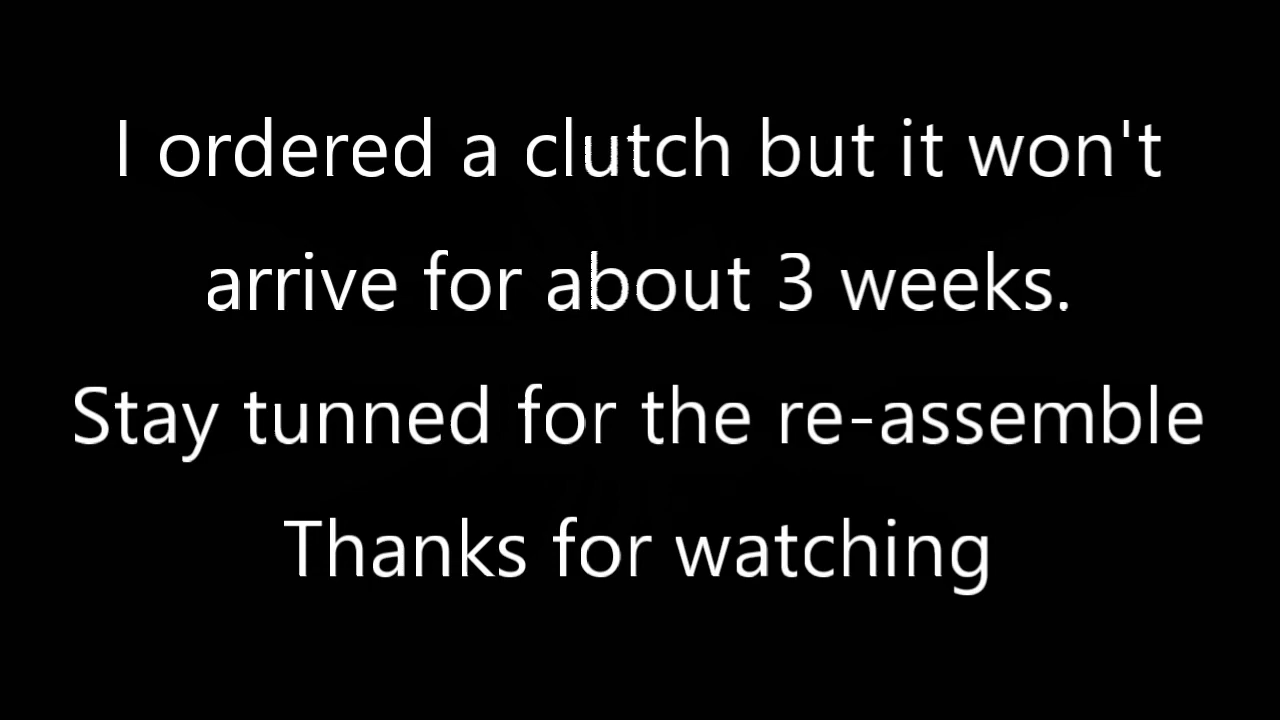 I ordered a clutch but it won't
arrive for about 3 weeks.
Stay tunned for the re-assemble
Thanks for watching